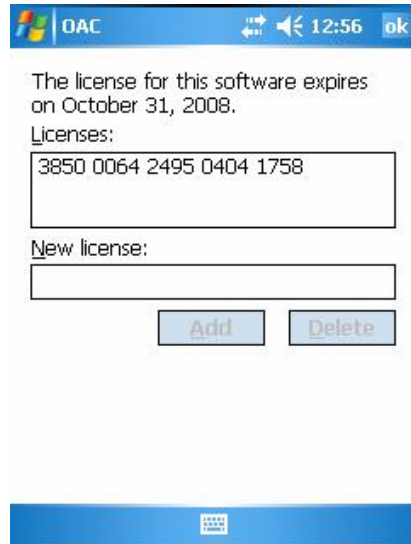 OAC 12:56 ok
The license for this software expires
on October 31, 2008.
Licenses:
3850 0064 2495 0404 1758
New license:
Add Delete